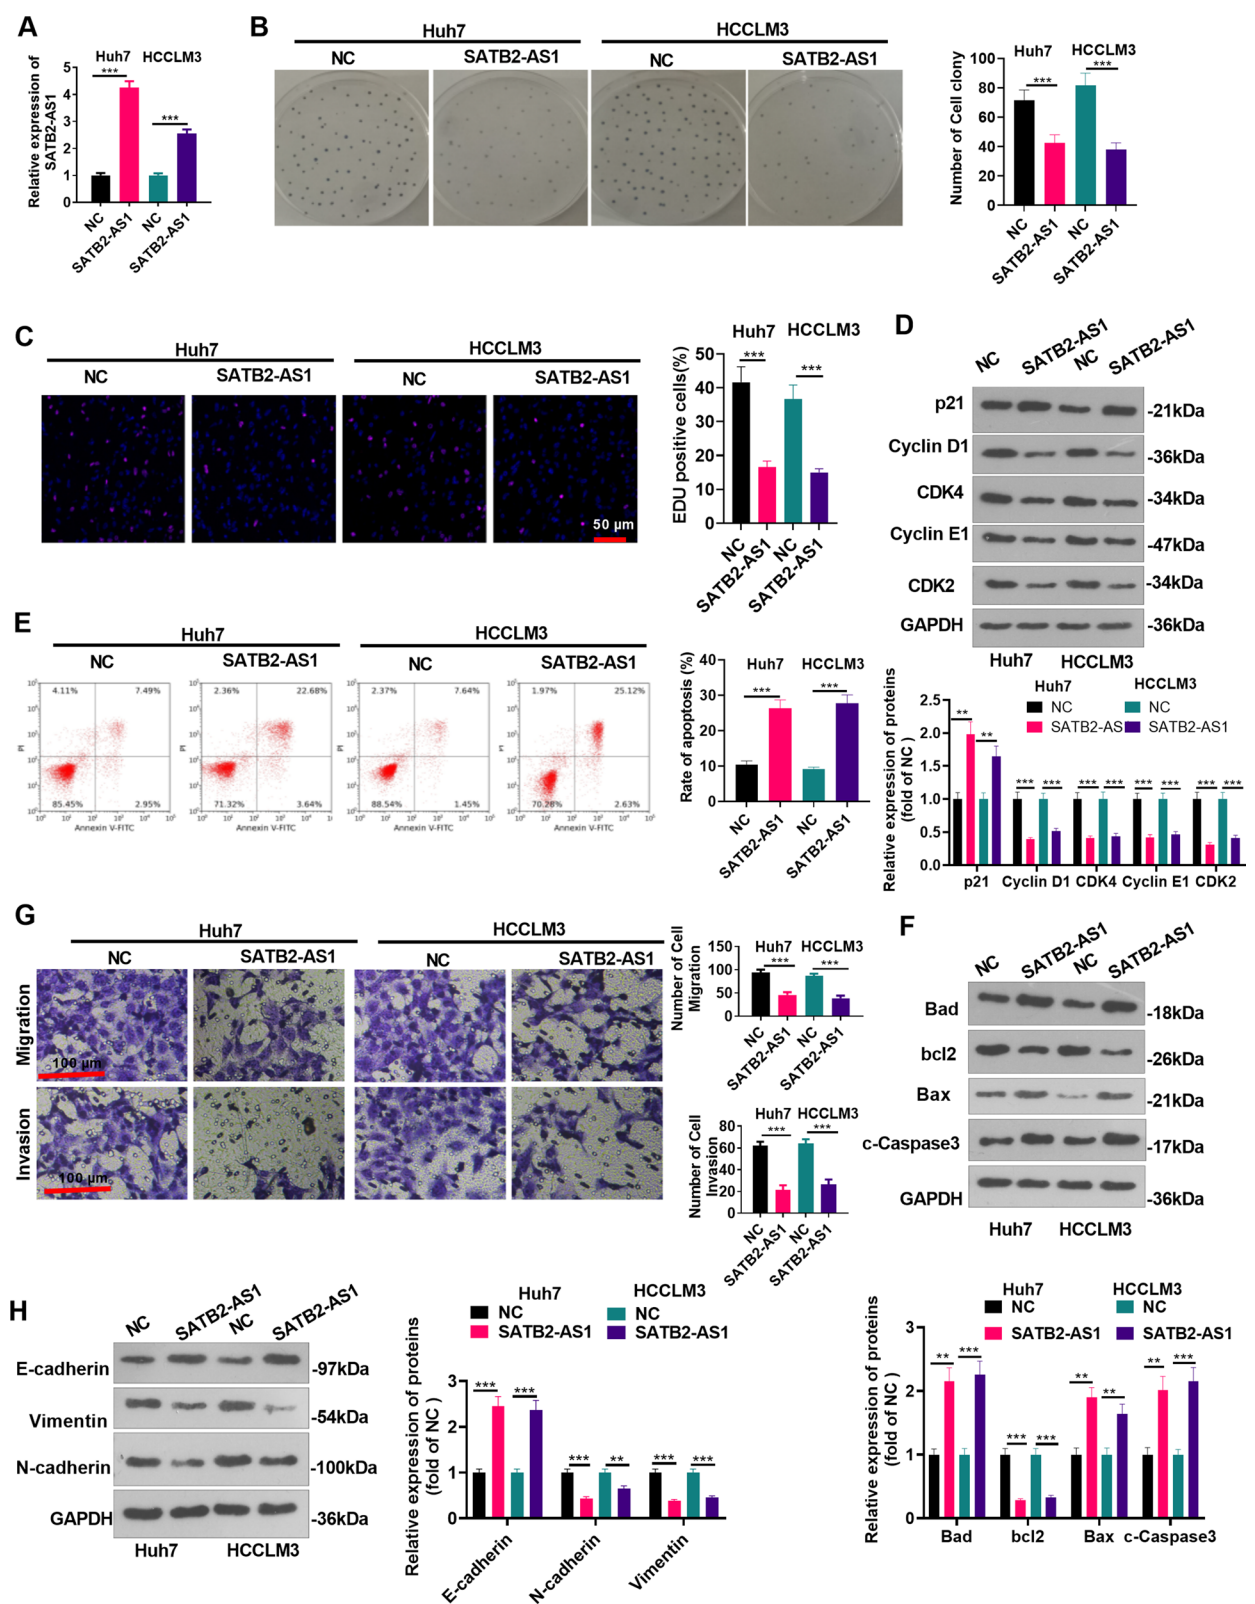 A
Huh7 HCCLM3
Relative expression of
SATB2-AS1
5
4
3
2
1
0
***
***
NC
SATB2-AS1
NC
SATB2-AS1
B
Huh7 HCCLM3
NC SATB2-AS1 NC SATB2-AS1
Huh7 HCCLM3
Number of Cell clony
100
80
60
40
20
0
***
***
NC
SATB2-AS1
NC
SATB2-AS1
C
Huh7 HCCLM3
NC SATB2-AS1 NC SATB2-AS1
50 µm
Huh7 HCCLM3
EDU positive cells(%)
50
40
30
20
10
0
***
***
NC
SATB2-AS1
NC
SATB2-AS1
D
NC SATB2-AS1 NC SATB2-AS1
p21 -21kDa
Cyclin D1 -36kDa
CDK4 -34kDa
Cyclin E1 -47kDa
CDK2 -34kDa
GAPDH -36kDa
Huh7 HCCLM3
Huh7 HCCLM3
NC NC
SATB2-AS SATB2-AS1
Relative expression of proteins
(fold of NC )
2.5
2.0
1.5
1.0
0.5
0.0
** **
*** *** *** *** *** *** *** ***
p21 Cyclin D1 CDK4 Cyclin E1 CDK2
E
Huh7 HCCLM3
NC SATB2-AS1 NC SATB2-AS1
4.11% 7.49% 2.36% 22.68% 2.37% 7.64% 1.97% 25.12%
PI PI PI
85.45% 2.95% 71.32% 3.64% 88.54% 1.45% 70.28% 2.63%
Annexin V-FITC Annexin V-FITC Annexin V-FITC Annexin V-FITC
Huh7 HCCLM3
Rate of apoptosis (%)
40
30
20
10
0
***
***
NC
SATB2-AS1
NC
SATB2-AS1
F
NC SATB2-AS1 NC SATB2-AS1
Bad -18kDa
bcl2 -26kDa
Bax -21kDa
c-Caspase3 -17kDa
GAPDH -36kDa
Huh7 HCCLM3
Huh7 HCCLM3
NC NC
SATB2-AS1 SATB2-AS1
Relative expression of proteins
(fold of NC )
3
2
1
0
** *** *** *** ** ** ** ***
Bad bcl2 Bax c-Caspase3
G
Huh7 HCCLM3
NC SATB2-AS1 NC SATB2-AS1
Migration
100 µm
Invasion
100 µm
Number of Cell
Migration
150
100
50
0
Huh7 HCCLM3
***
***
NC
SATB2-AS1
NC
SATB2-AS1
Number of Cell
Invasion
80
60
40
20
0
Huh7 HCCLM3
***
***
NC
SATB2-AS1
NC
SATB2-AS1
H
NC SATB2-AS1 NC SATB2-AS1
E-cadherin -97kDa
Vimentin -54kDa
N-cadherin -100kDa
GAPDH -36kDa
Huh7 HCCLM3
Huh7 HCCLM3
NC NC
SATB2-AS1 SATB2-AS1
Relative expression of proteins
(fold of NC )
3
2
1
0
*** *** *** ** *** ***
E-cadherin N-cadherin Vimentin